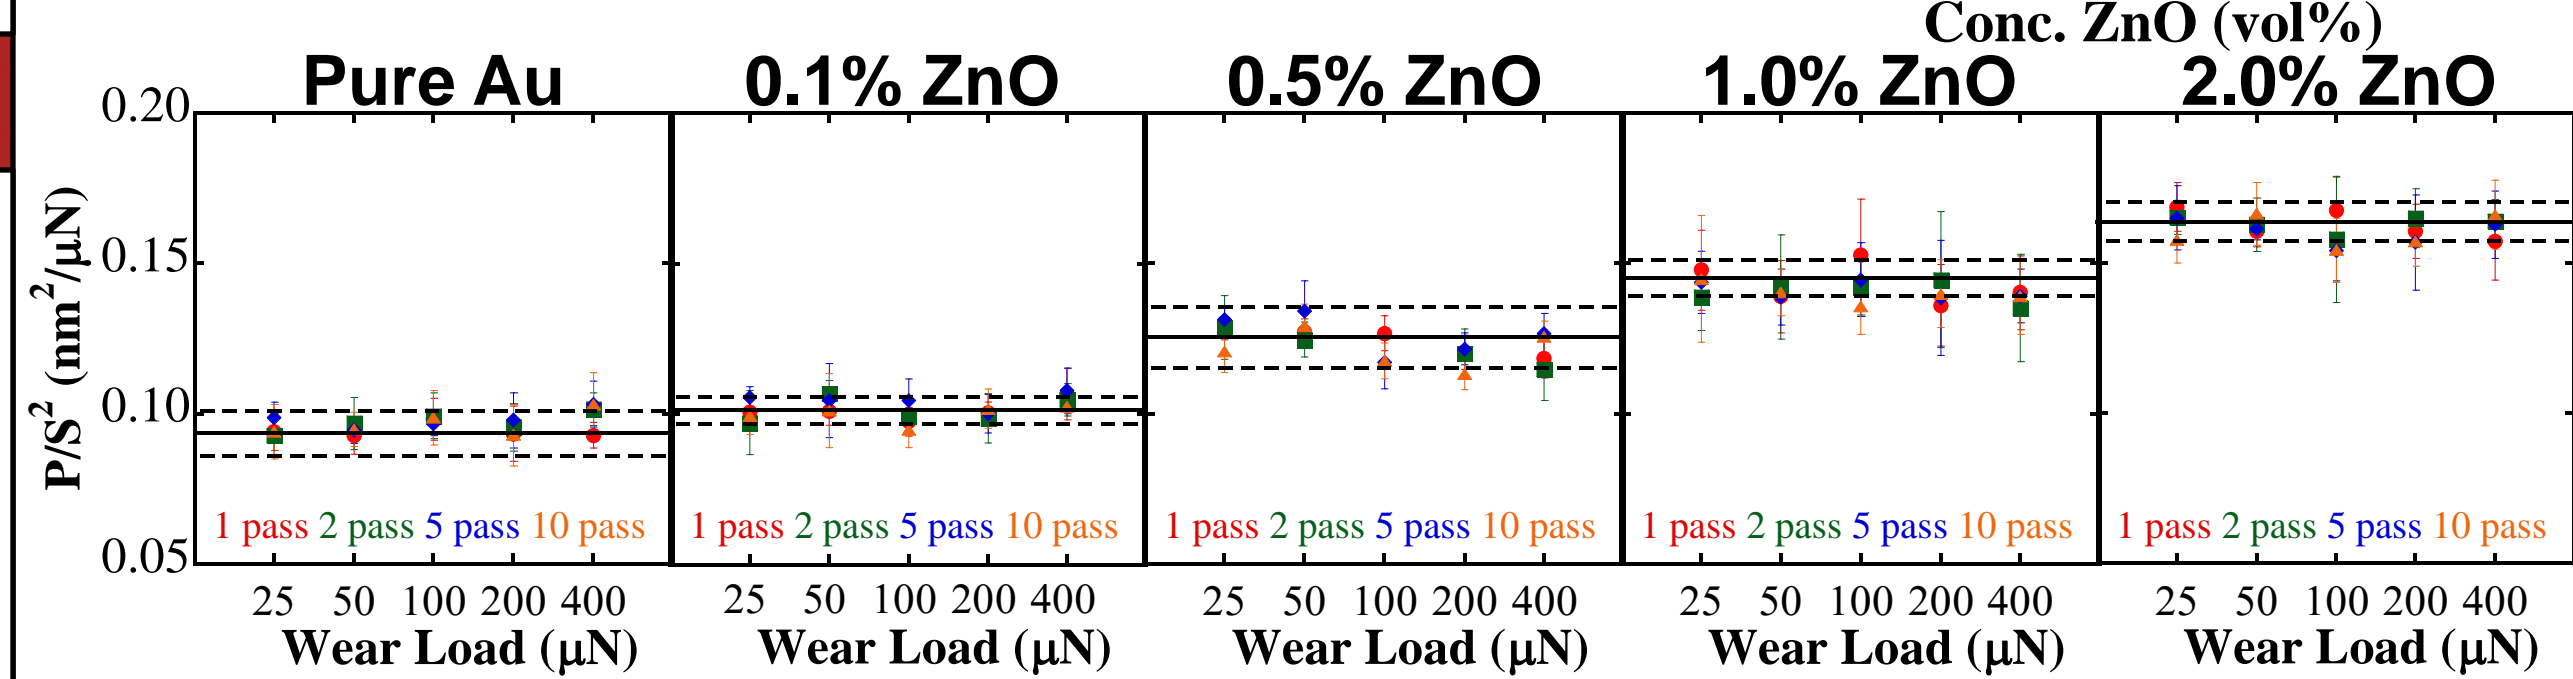 Conc. ZnO (vol%)
Pure Au 0.1% ZnO 0.5% ZnO 1.0% ZnO 2.0% ZnO
0.20
0.15
0.10
0.05
P/S² (nm²/μN)
1 pass 2 pass 5 pass 10 pass 1 pass 2 pass 5 pass 10 pass 1 pass 2 pass 5 pass 10 pass 1 pass 2 pass 5 pass 10 pass 1 pass 2 pass 5 pass 10 pass
25 50 100 200 400 25 50 100 200 400 25 50 100 200 400 25 50 100 200 400 25 50 100 200 400
Wear Load (μN) Wear Load (μN) Wear Load (μN) Wear Load (μN) Wear Load (μN)